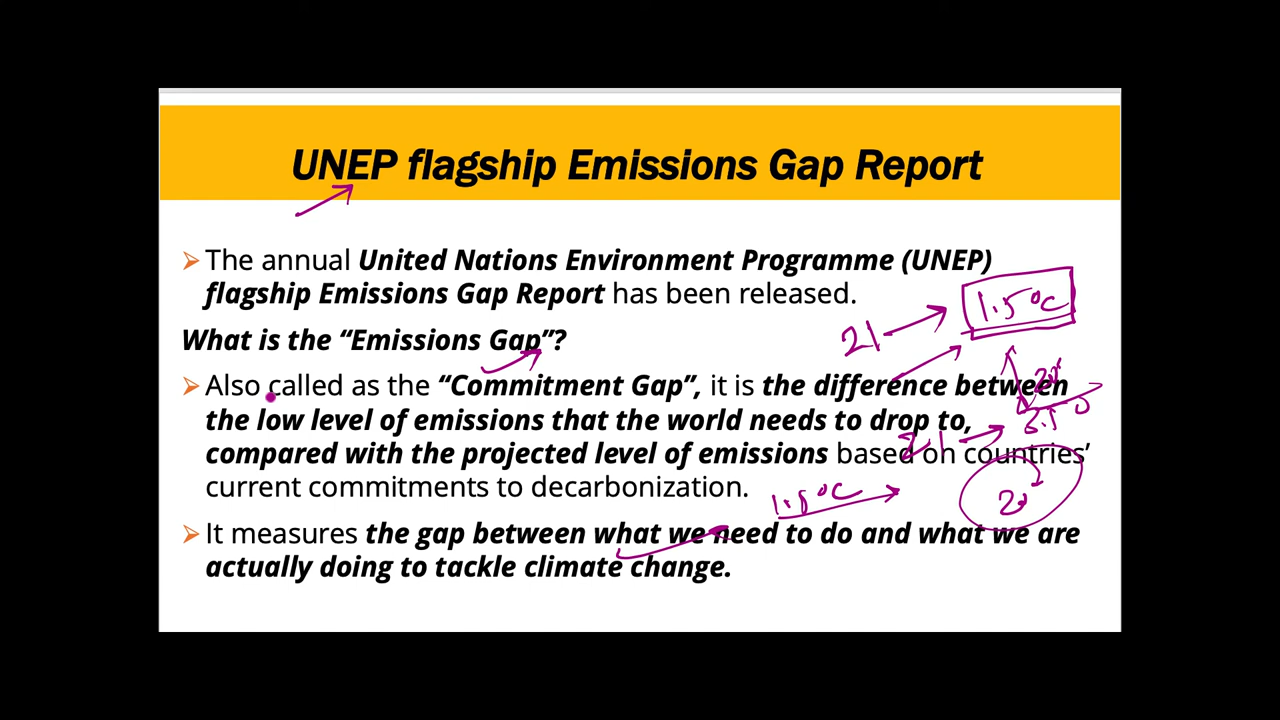 UNEP flagship Emissions Gap Report
➢ The annual United Nations Environment Programme (UNEP)
flagship Emissions Gap Report has been released.
1.5°C
21
What is the “Emissions Gap”?
➢ Also called as the “Commitment Gap”, it is the difference between
the low level of emissions that the world needs to drop to,
compared with the projected level of emissions based on countries’
current commitments to decarbonization.
➢ It measures the gap between what we need to do and what we are
actually doing to tackle climate change.